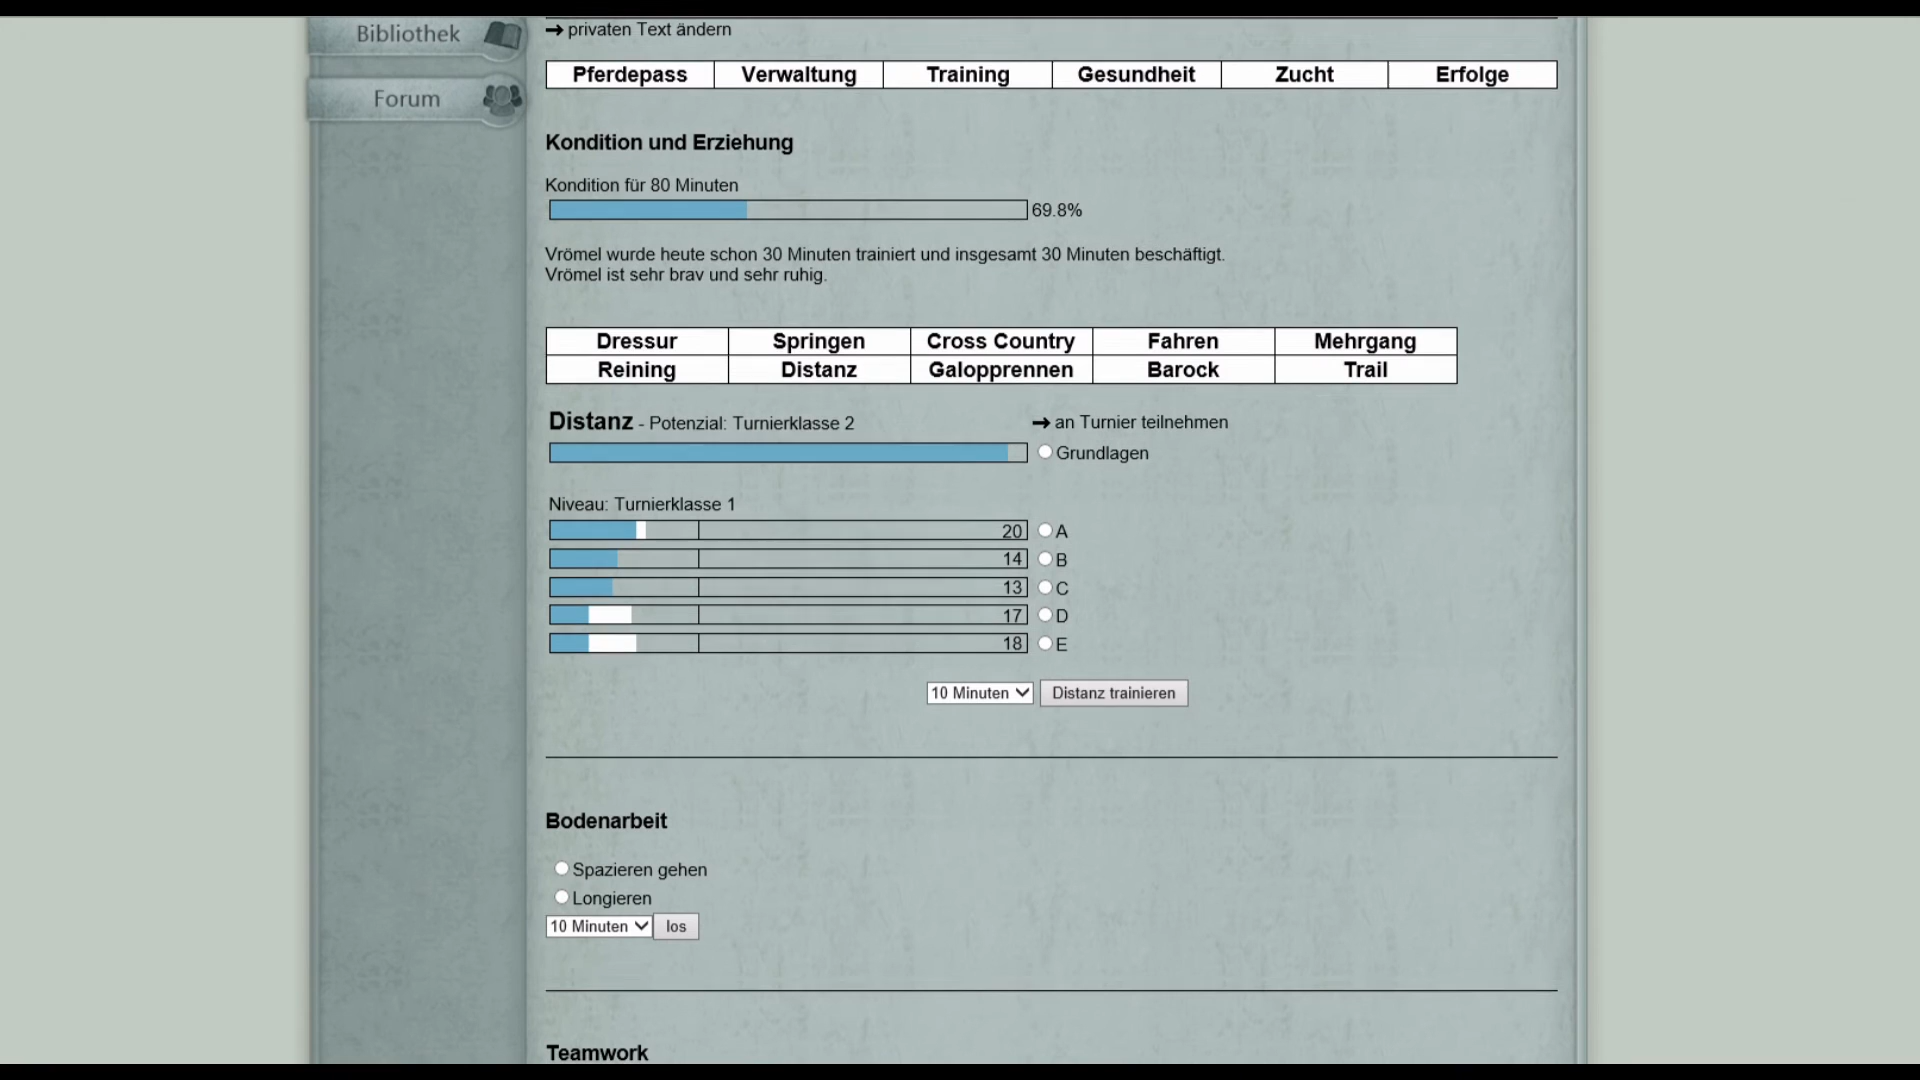 Bibliothek
Forum
privaten Text ändern
Pferdepass Verwaltung Training Gesundheit Zucht Erfolge
Kondition und Erziehung
Kondition für 80 Minuten
69.8%
Vrömel wurde heute schon 30 Minuten trainiert und insgesamt 30 Minuten beschäftigt.
Vrömel ist sehr brav und sehr ruhig.
Dressur Springen Cross Country Fahren Mehrgang
Reining Distanz Galopprennen Barock Trail
Distanz - Potenzial: Turnierklasse 2 an Turnier teilnehmen
Grundlagen
Niveau: Turnierklasse 1
20 A
14 B
13 C
17 D
18 E
10 Minuten Distanz trainieren
Bodenarbeit
Spazieren gehen
Longieren
10 Minuten los
Teamwork